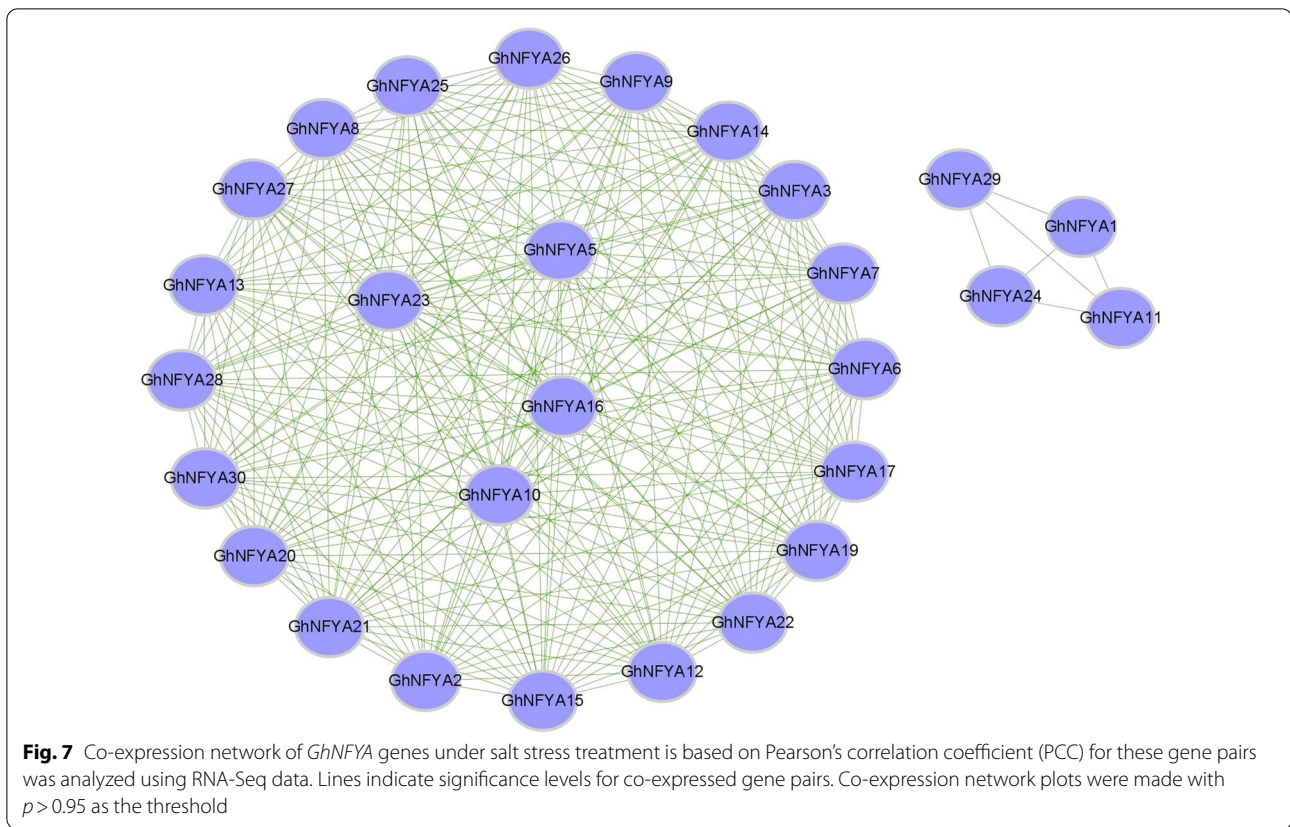 GhNFYA26
GhNFYA25
GhNFYA9
GhNFYA8
GhNFYA14
GhNFYA27
GhNFYA3
GhNFYA5
GhNFYA7
GhNFYA13
GhNFYA23
GhNFYA28
GhNFYA6
GhNFYA16
GhNFYA30
GhNFYA17
GhNFYA10
GhNFYA20
GhNFYA19
GhNFYA21
GhNFYA22
GhNFYA2
GhNFYA12
GhNFYA15
GhNFYA29
GhNFYA1
GhNFYA24
GhNFYA11
Fig. 7 Co-expression network of GhNFYA genes under salt stress treatment is based on Pearson's correlation coefficient (PCC) for these gene pairs
was analyzed using RNA-Seq data. Lines indicate significance levels for co-expressed gene pairs. Co-expression network plots were made with
p > 0.95 as the threshold